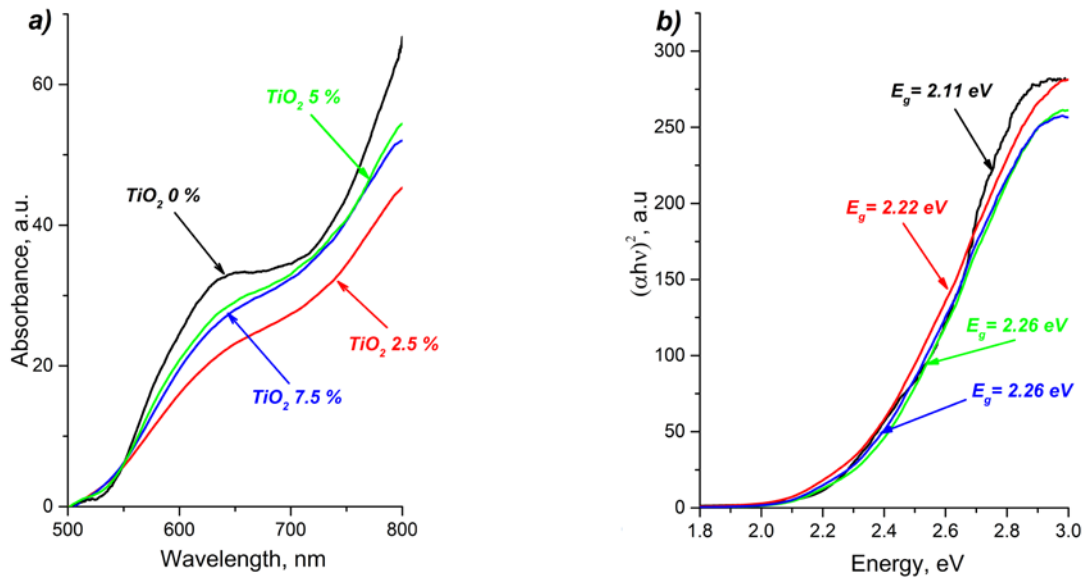 a)
60
40
20
0
Absorbance, a.u.
500
600
700
800
Wavelength, nm
TiO2 5 %
TiO2 0 %
TiO2 2.5 %
TiO2 7.5 %
b)
300
250
200
150
100
50
0
(αhν)², a.u
1.8
2.0
2.2
2.4
2.6
2.8
3.0
Energy, eV
Eg= 2.11 eV
Eg= 2.22 eV
Eg= 2.26 eV
Eg= 2.26 eV